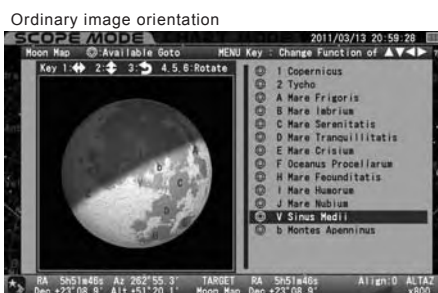 Ordinary image orientation
SCOPE MODE 2011/03/13 20:59:28
Moon Map ◎:Available Goto MENU Key : Change Function of ▲▼◀▶
Key 1:↔ 2:↕ 3:⮌ 4.5.6:Rotate
◎ 1 Copernicus
◎ 2 Tycho
◎ A Mare Frigoris
◎ B Mare Imbrium
◎ C Mare Serenitatis
◎ D Mare Tranquillitatis
◎ E Mare Crisium
◎ F Oceanus Procellarum
◎ H Mare Fecunditatis
◎ I Mare Humorum
◎ J Mare Nubium
◎ V Sinus Medii
◎ b Montes Apenninus
RA 5h51m46s Az 262°55.3' TARGET RA 5h51m46s Align:0 ALTAZ
Dec +23°08.9' Alt +51°20.1' Moon Map Dec +23°08.9' x800